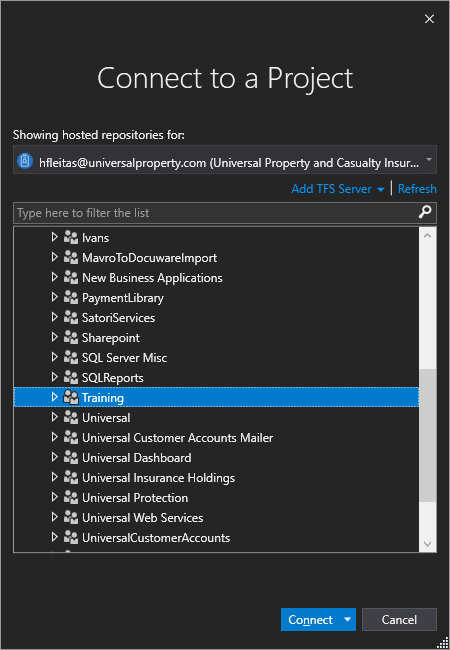 Connect to a Project
Showing hosted repositories for:
hfleitas@universalproperty.com (Universal Property and Casualty Insur...
Add TFS Server | Refresh
Type here to filter the list
Ivans
MavroToDocuwareImport
New Business Applications
PaymentLibrary
SatoriServices
Sharepoint
SQL Server Misc
SQLReports
Training
Universal
Universal Customer Accounts Mailer
Universal Dashboard
Universal Insurance Holdings
Universal Protection
Universal Web Services
UniversalCustomerAccounts
Connect Cancel